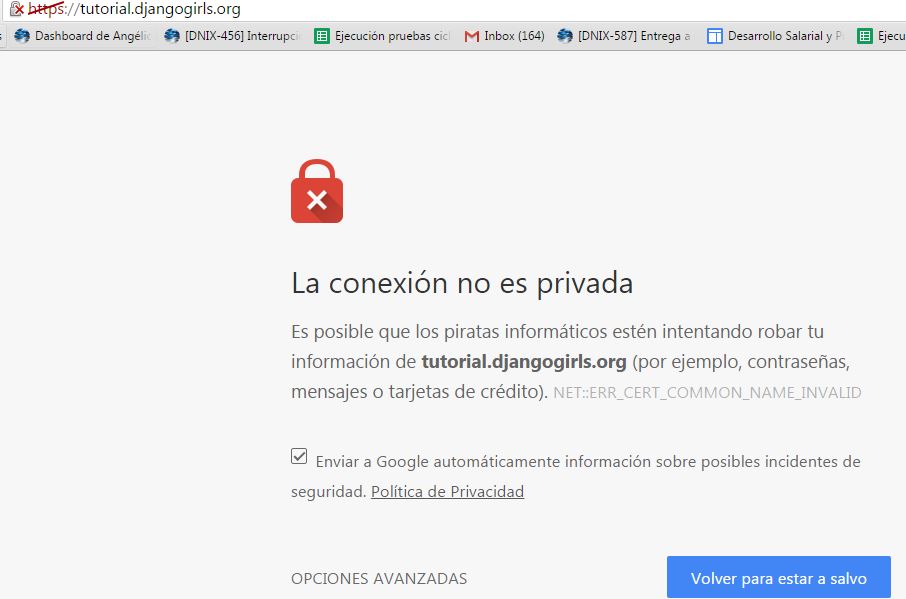 https://tutorial.djangogirls.org
s Dashboard de Angélic [DNIX-456] Interrupci Ejecución pruebas cicl Inbox (164) [DNIX-587] Entrega a Desarrollo Salarial y P Ejecu
La conexión no es privada
Es posible que los piratas informáticos estén intentando robar tu
información de tutorial.djangogirls.org (por ejemplo, contraseñas,
mensajes o tarjetas de crédito). NET::ERR_CERT_COMMON_NAME_INVALID
Enviar a Google automáticamente información sobre posibles incidentes de
seguridad. Política de Privacidad
OPCIONES AVANZADAS Volver para estar a salvo